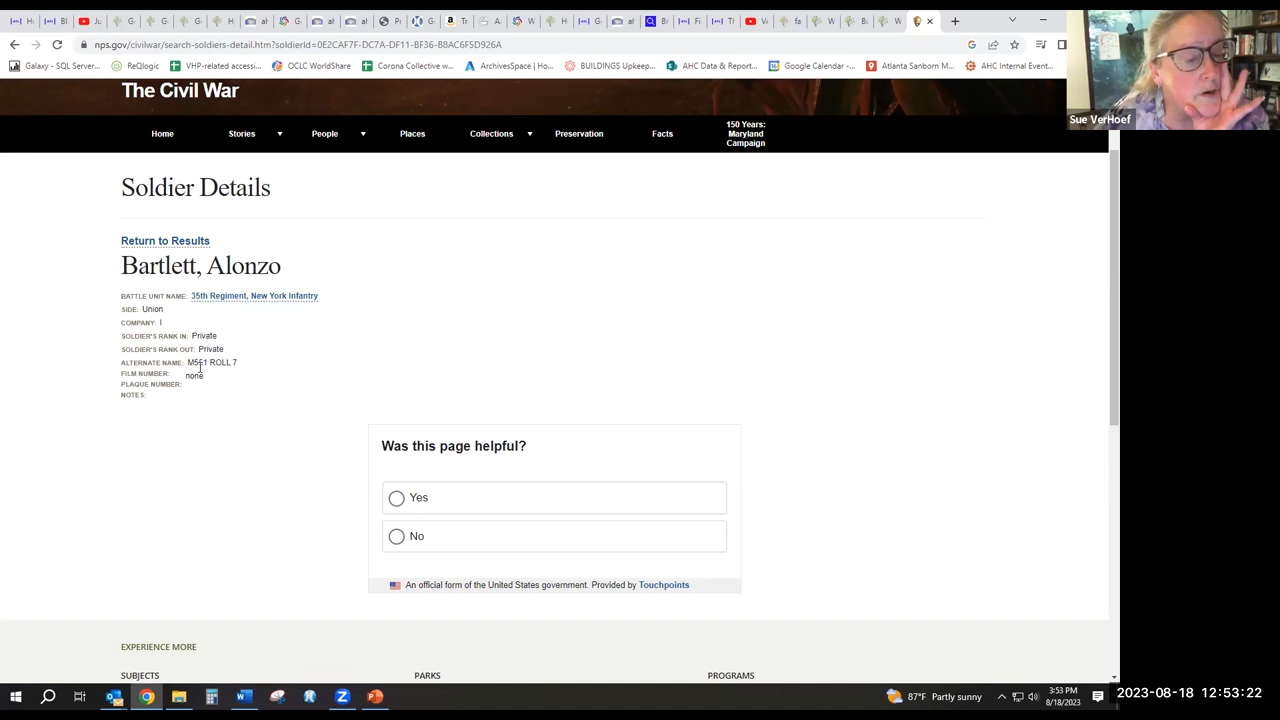 nps.gov/civilwar/search-soldiers-detail.htm?soldierId=0E2CAF7F-DC7A-DF11-BF36-B8AC6F5D926A
Galaxy - SQL Server...
ReQlogic
VHP-related accessi...
OCLC WorldShare
Corona Collective w...
ArchivesSpace | Ho...
BUILDINGS Upkeep...
AHC Data & Report...
Google Calendar -...
Atlanta Sanborn M...
AHC Internal Event...
Sue VerHoef
The Civil War
Home
Stories
People
Places
Collections
Preservation
Facts
150 Years:
Maryland
Campaign
Soldier Details
Return to Results
Bartlett, Alonzo
BATTLE UNIT NAME: 35th Regiment, New York Infantry
SIDE: Union
COMPANY: I
SOLDIER'S RANK IN: Private
SOLDIER'S RANK OUT: Private
ALTERNATE NAME: M551 ROLL 7
FILM NUMBER: none
PLAQUE NUMBER:
NOTES:
Was this page helpful?
Yes
No
An official form of the United States government. Provided by Touchpoints
EXPERIENCE MORE
SUBJECTS
PARKS
PROGRAMS
87°F Partly sunny
3:53 PM
8/18/2023
2023-08-18 12:53:22